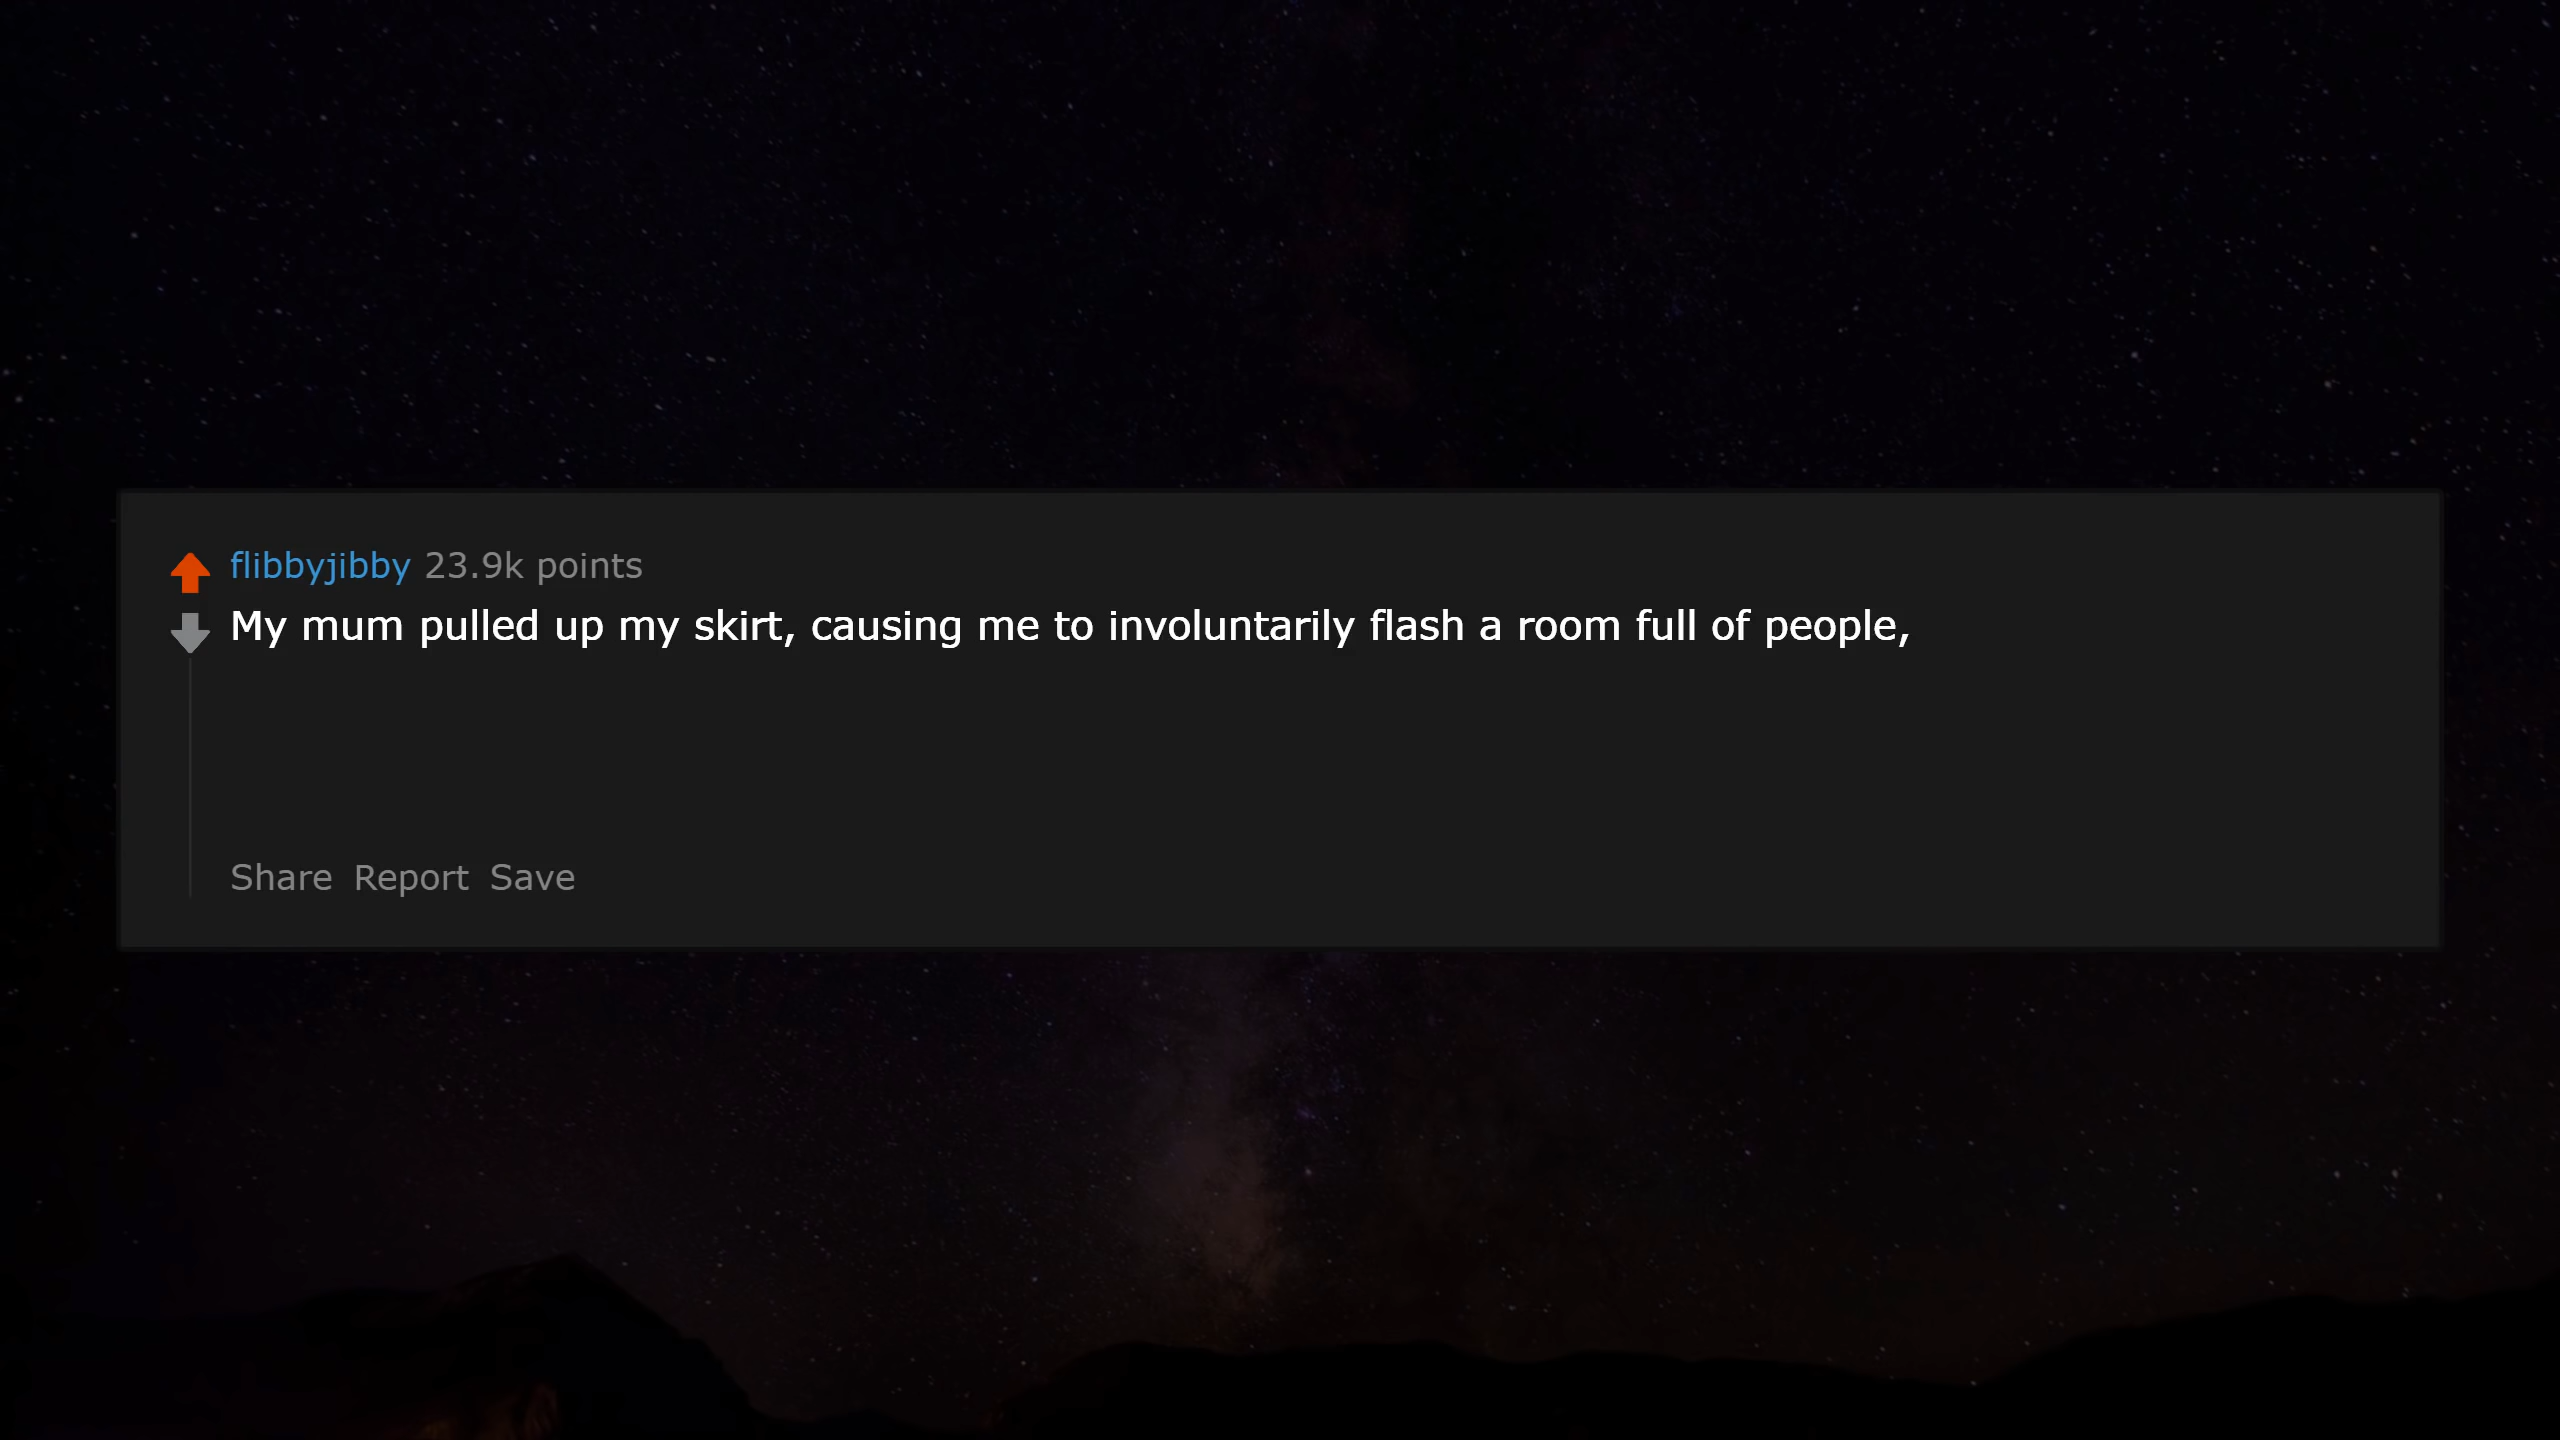 flibbyjibby 23.9k points
My mum pulled up my skirt, causing me to involuntarily flash a room full of people,
Share Report Save